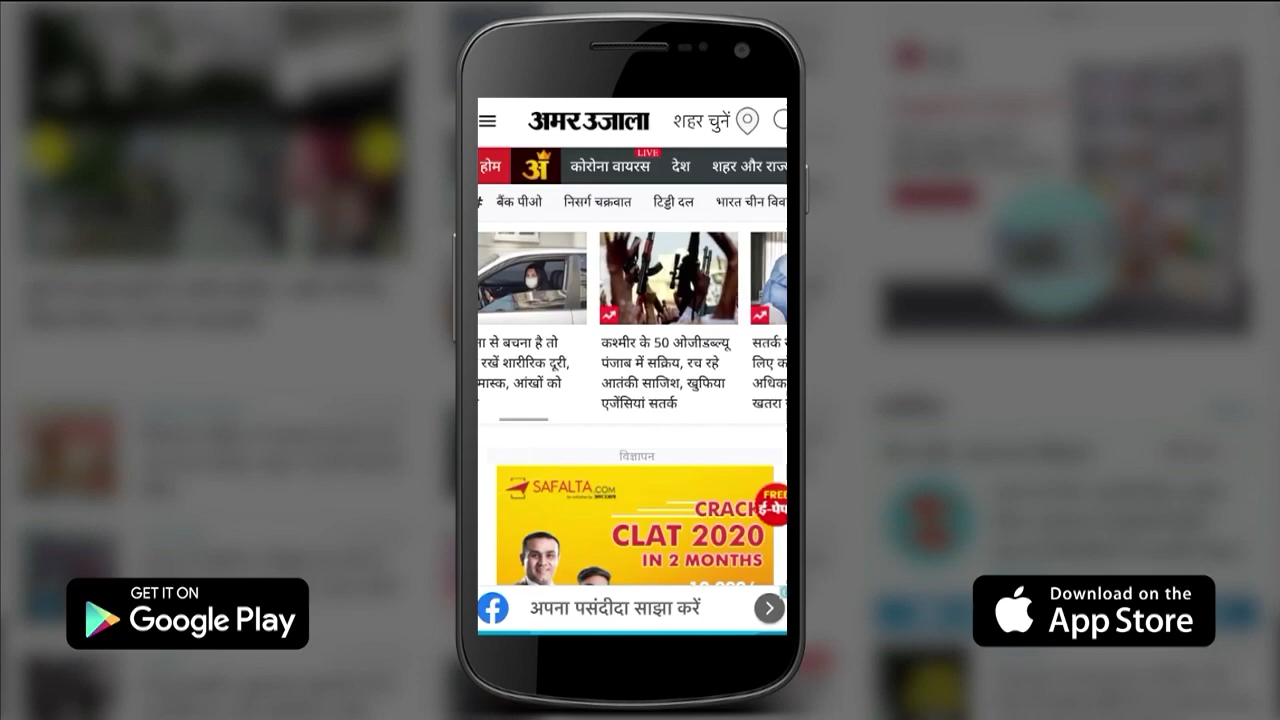 अमर उजाला
शहर चुनें
होम
अ
कोरोना वायरस
LIVE
देश
शहर और राज्
# बैंक पीओ
निसर्ग चक्रवात
टिड्डी दल
भारत चीन विवा
ना से बचना है तो
रखें शारीरिक दूरी,
मास्क, आंखों को
कश्मीर के 50 ओजीडब्ल्यू
पंजाब में सक्रिय, रच रहे
आतंकी साजिश, खुफिया
एजेंसियां सतर्क
सतर्क
लिए
अधिक
खतरा
विज्ञापन
SAFALTA.COM
CRACK
CLAT 2020
IN 2 MONTHS
FREE
ई-पेप
अपना पसंदीदा साझा करें
GET IT ON
Google Play
Download on the
App Store